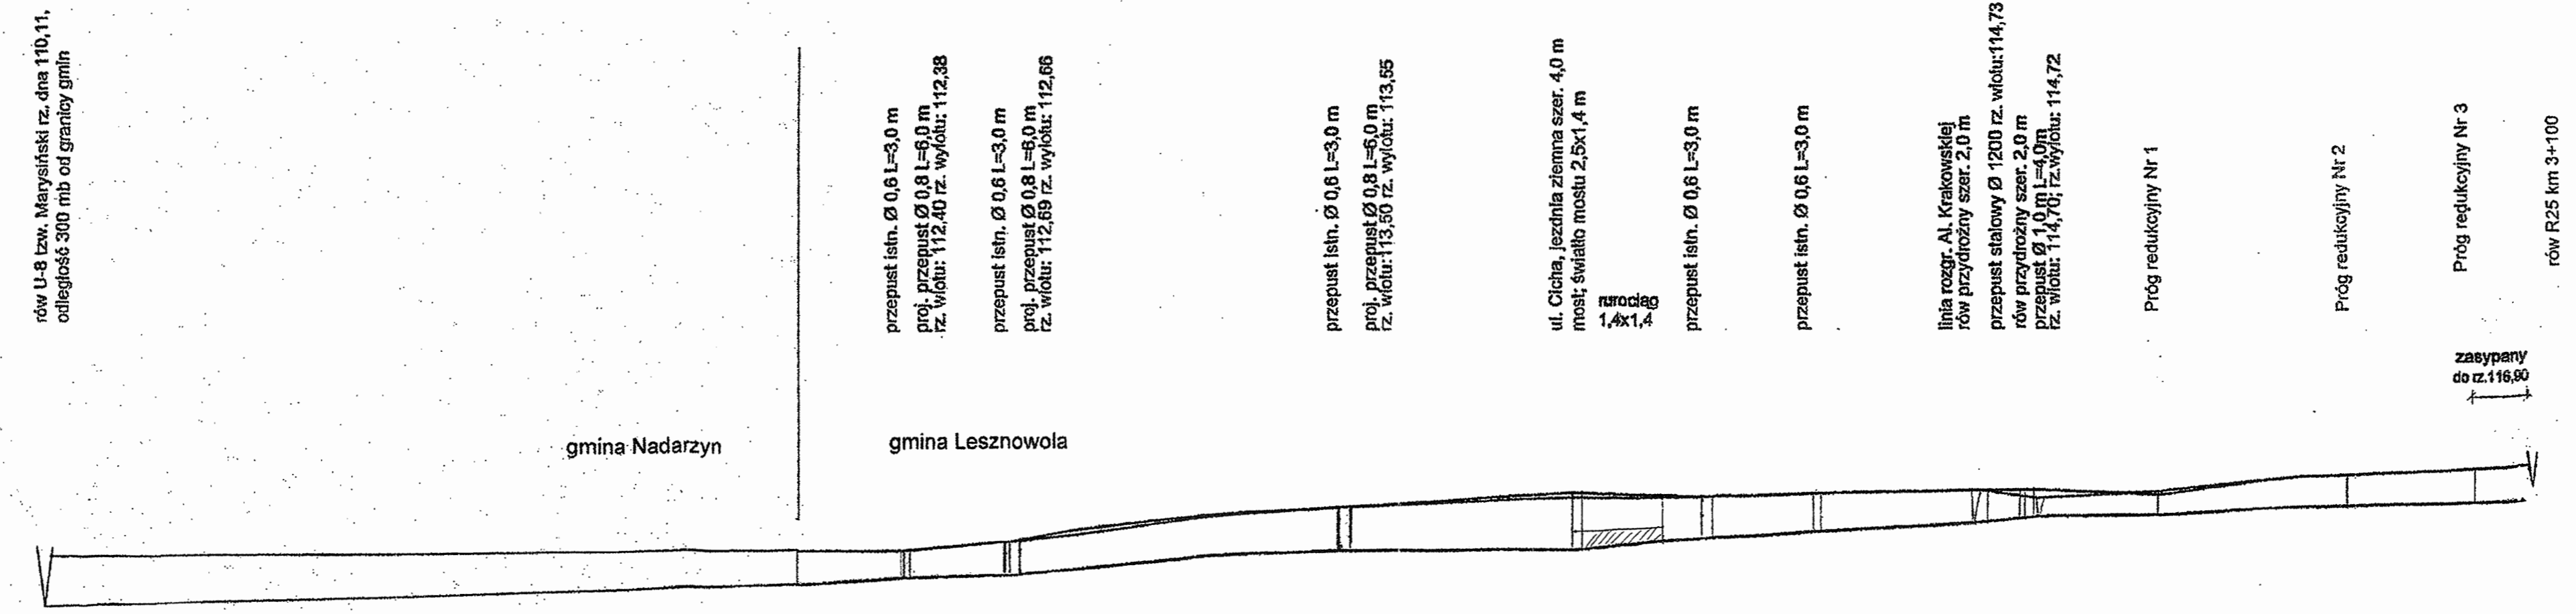 rów U-8 tzw. Marysiński rz. dna 110,11,
odległość 300 mb od granicy gmin
przepust istn. Ø 0,6 L=3,0 m
proj. przepust Ø 0,8 L=6,0 m
rz. wlotu: 112,40 rz. wylotu: 112,38
przepust istn. Ø 0,6 L=3,0 m
proj. przepust Ø 0,8 L=6,0 m
rz. wlotu: 112,69 rz. wylotu: 112,66
przepust istn. Ø 0,6 L=3,0 m
proj. przepust Ø 0,8 L=6,0 m
rz. wlotu:113,50 rz. wylotu: 113,55
ul. Cicha, jezdnia ziemna szer. 4,0 m
most; światło mostu 2,5x1,4 m
rurociąg
1,4x1,4
przepust istn. Ø 0,6 L=3,0 m
przepust istn. Ø 0,6 L=3,0 m
linia rozgr. Al. Krakowskiej
rów przydrożny szer. 2,0 m
przepust stalowy Ø 1200 rz. wlotu:114,73
rów przydrożny szer. 2,0 m
przepust Ø 1,0 m L=4,0m
rz. wlotu: 114,70; rz.wylotu: 114,72
Próg redukcyjny Nr 1
Próg redukcyjny Nr 2
Próg redukcyjny Nr 3
rów R25 km 3+100
zasypany
do rz.116,90
gmina Nadarzyn
gmina Lesznowola